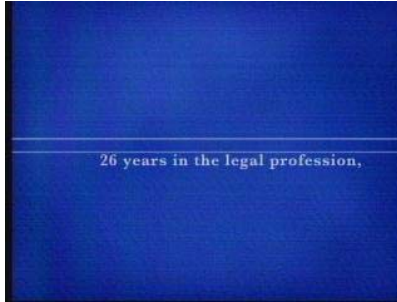 26 years in the legal profession,